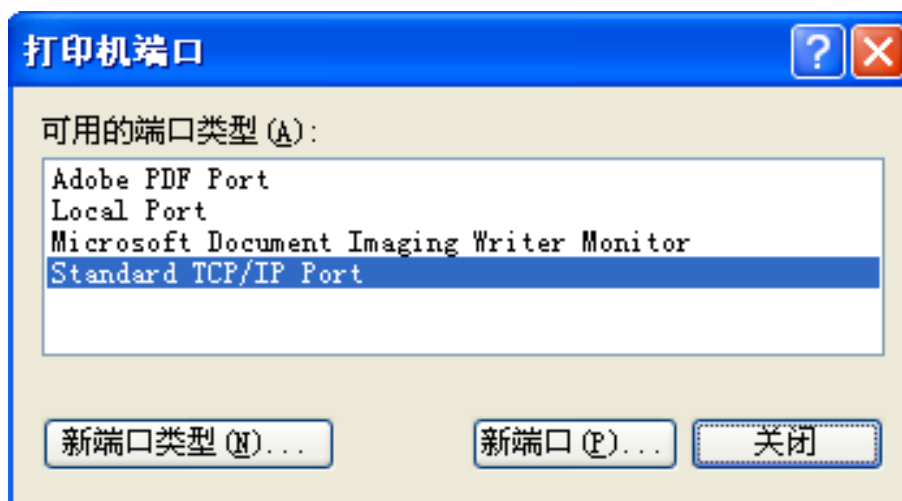 打印机端口
可用的端口类型(A):
Adobe PDF Port
Local Port
Microsoft Document Imaging Writer Monitor
Standard TCP/IP Port
新端口类型(N)... 新端口(P)... 关闭